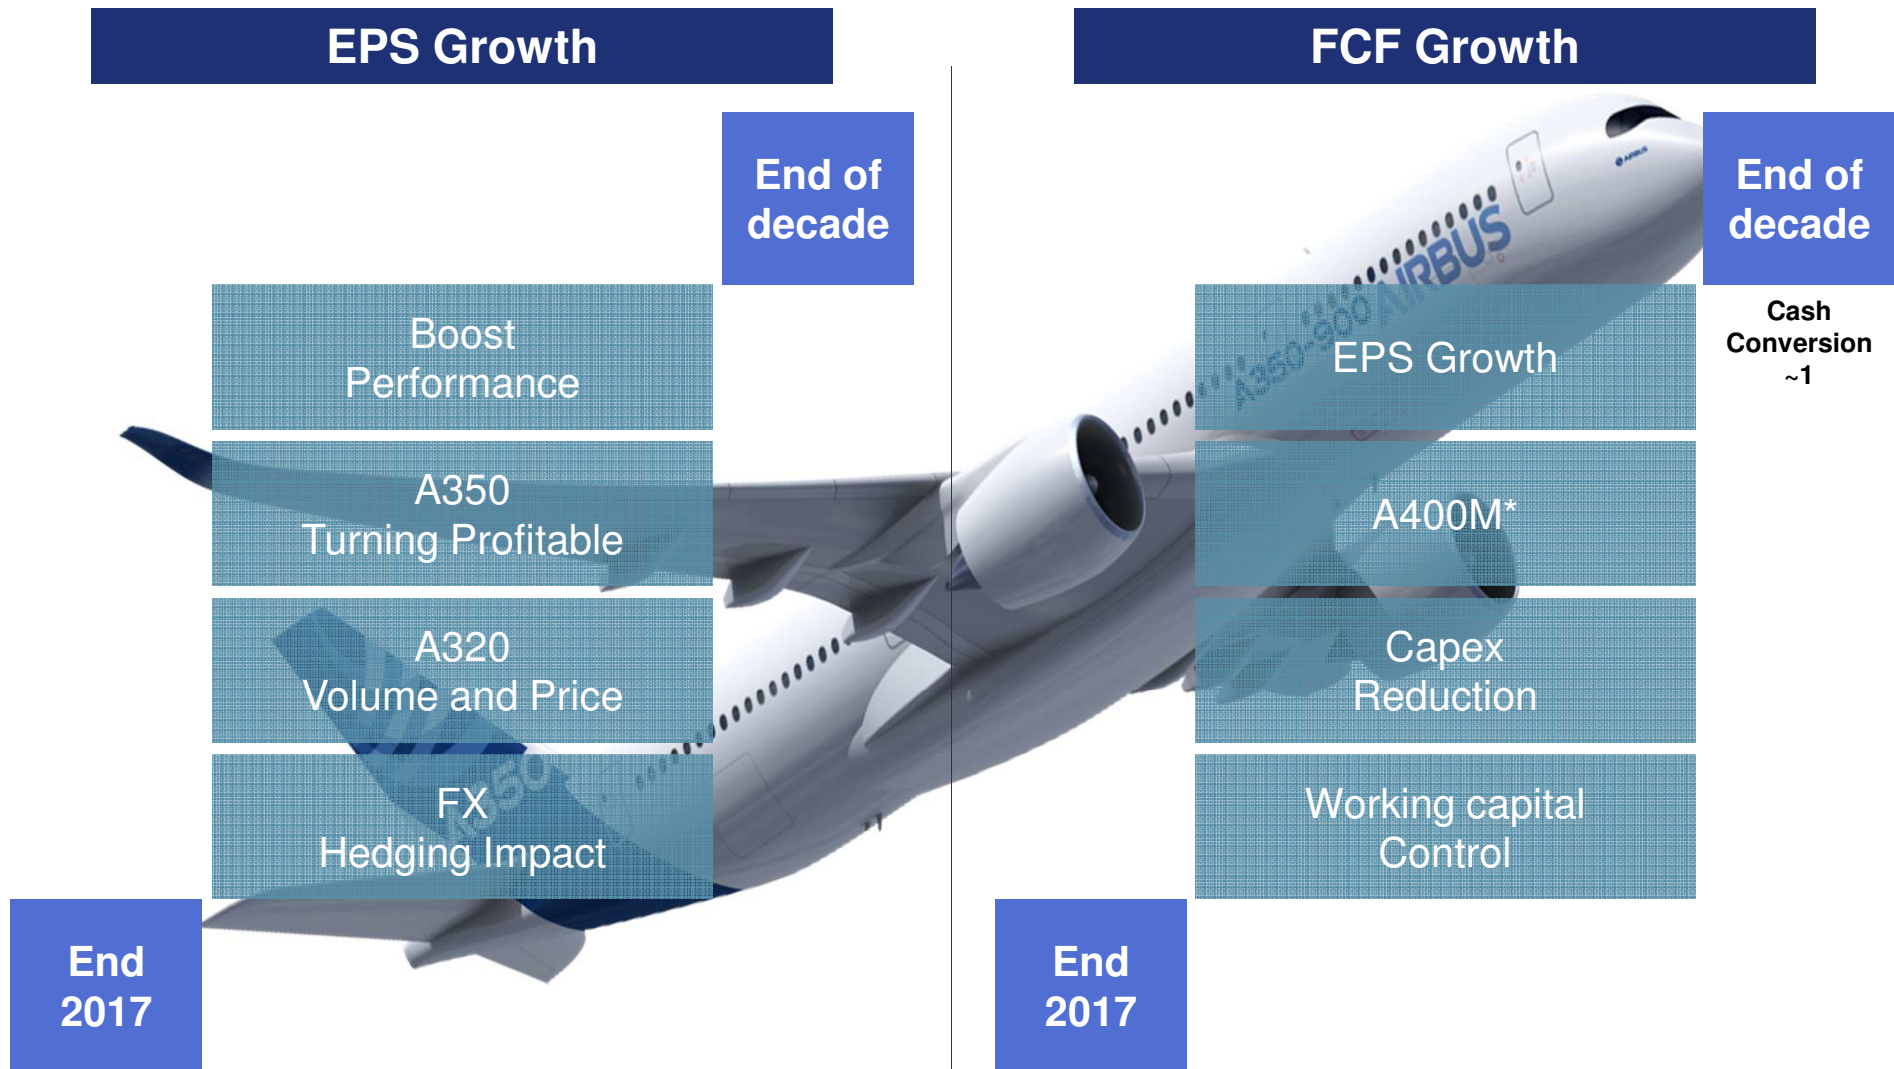 EPS Growth
End of
decade
Boost
Performance
A350
Turning Profitable
A320
Volume and Price
FX
Hedging Impact
End
2017
FCF Growth
End of
decade
Cash
Conversion
~1
EPS Growth
A400M*
Capex
Reduction
Working capital
Control
End
2017
AIRBUS
A350-900 AIRBUS
A350